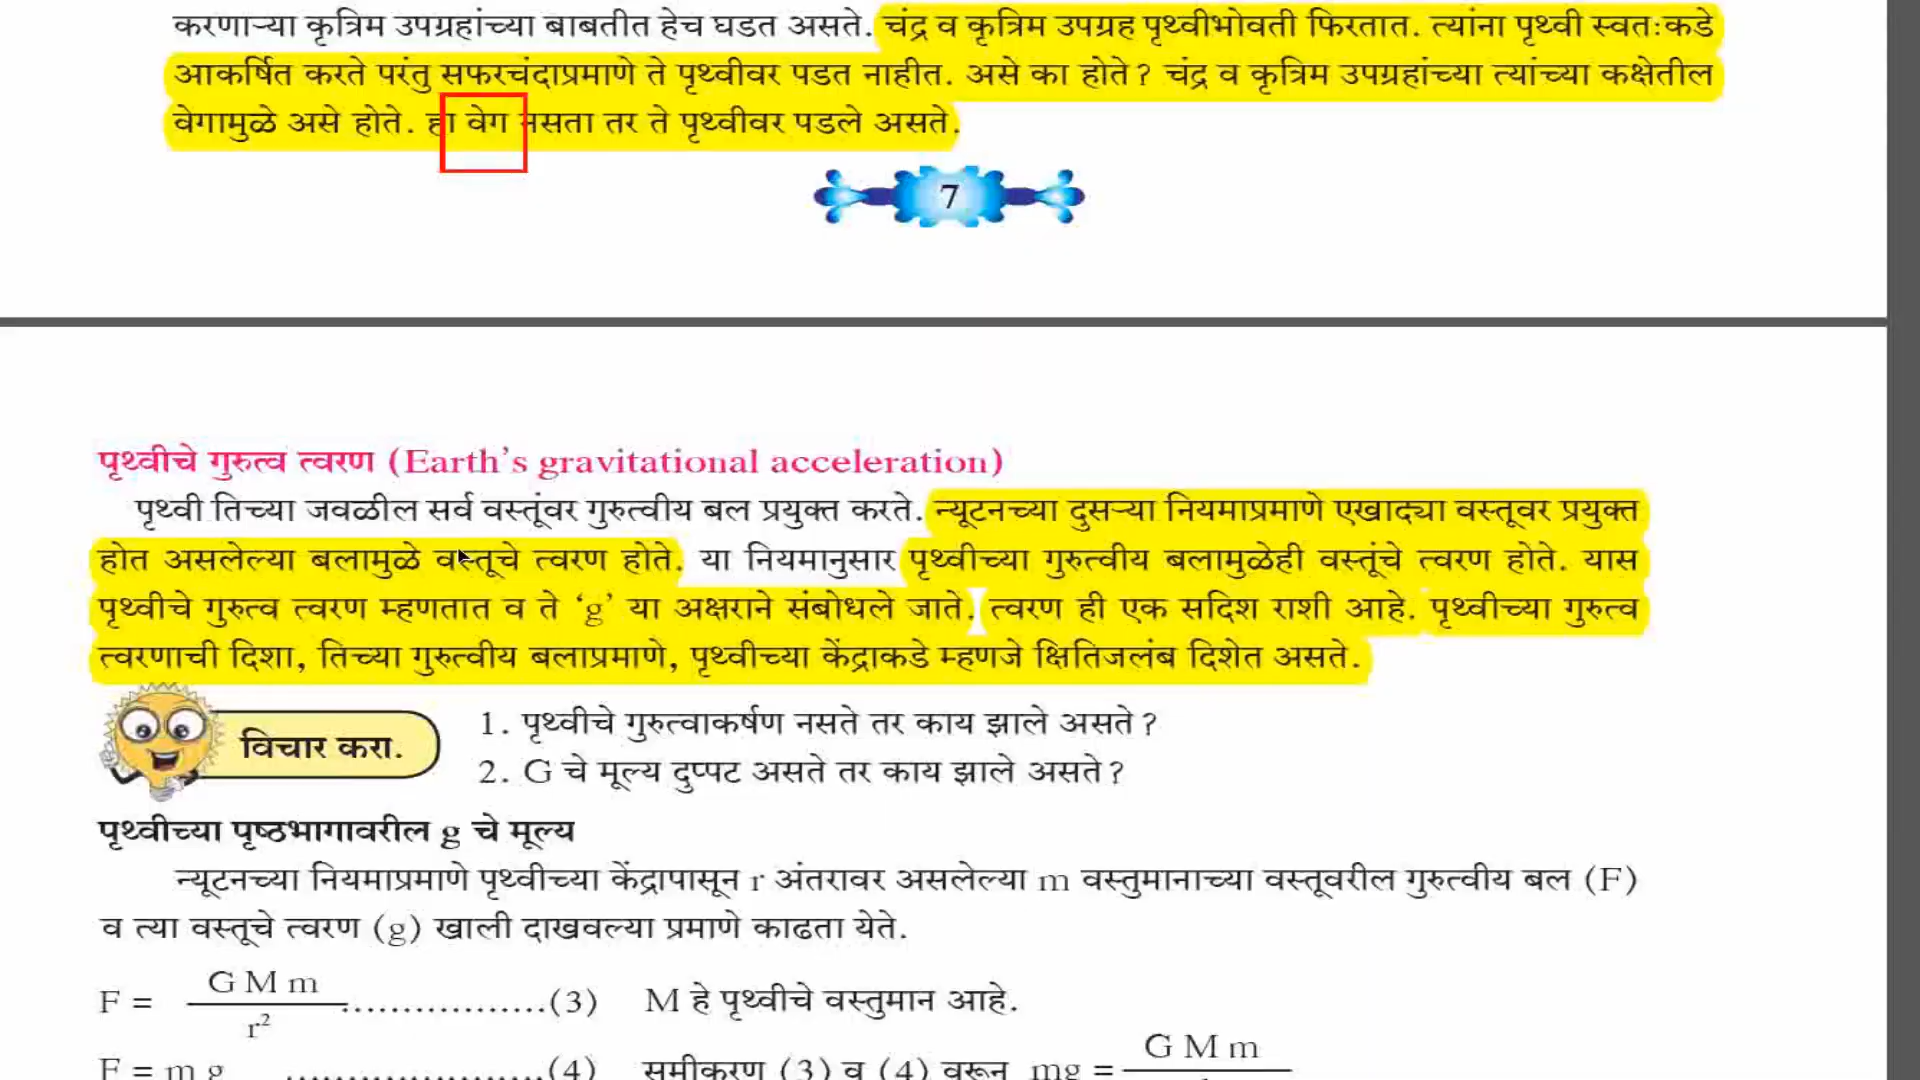 करणाऱ्या कृत्रिम उपग्रहांच्या बाबतीत हेच घडत असते. चंद्र व कृत्रिम उपग्रह पृथ्वीभोवती फिरतात. त्यांना पृथ्वी स्वतःकडे
आकर्षित करते परंतु सफरचंदाप्रमाणे ते पृथ्वीवर पडत नाहीत. असे का होते? चंद्र व कृत्रिम उपग्रहांच्या त्यांच्या कक्षेतील
वेगामुळे असे होते. हा वेग नसता तर ते पृथ्वीवर पडले असते.
7
पृथ्वीचे गुरुत्व त्वरण (Earth's gravitational acceleration)
पृथ्वी तिच्या जवळील सर्व वस्तूंवर गुरुत्वीय बल प्रयुक्त करते. न्यूटनच्या दुसऱ्या नियमाप्रमाणे एखाद्या वस्तूवर प्रयुक्त
होत असलेल्या बलामुळे वस्तूचे त्वरण होते. या नियमानुसार पृथ्वीच्या गुरुत्वीय बलामुळेही वस्तूंचे त्वरण होते. यास
पृथ्वीचे गुरुत्व त्वरण म्हणतात व ते ‘g’ या अक्षराने संबोधले जाते. त्वरण ही एक सदिश राशी आहे. पृथ्वीच्या गुरुत्व
त्वरणाची दिशा, तिच्या गुरुत्वीय बलाप्रमाणे, पृथ्वीच्या केंद्राकडे म्हणजे क्षितिजलंब दिशेत असते.
विचार करा.
1. पृथ्वीचे गुरुत्वाकर्षण नसते तर काय झाले असते?
2. G चे मूल्य दुप्पट असते तर काय झाले असते?
पृथ्वीच्या पृष्ठभागावरील g चे मूल्य
न्यूटनच्या नियमाप्रमाणे पृथ्वीच्या केंद्रापासून r अंतरावर असलेल्या m वस्तुमानाच्या वस्तूवरील गुरुत्वीय बल (F)
व त्या वस्तूचे त्वरण (g) खाली दाखवल्या प्रमाणे काढता येते.
F = G M m / r² .................(3) M हे पृथ्वीचे वस्तुमान आहे.
F = m g .....................(4) समीकरण (3) व (4) वरून mg = G M m